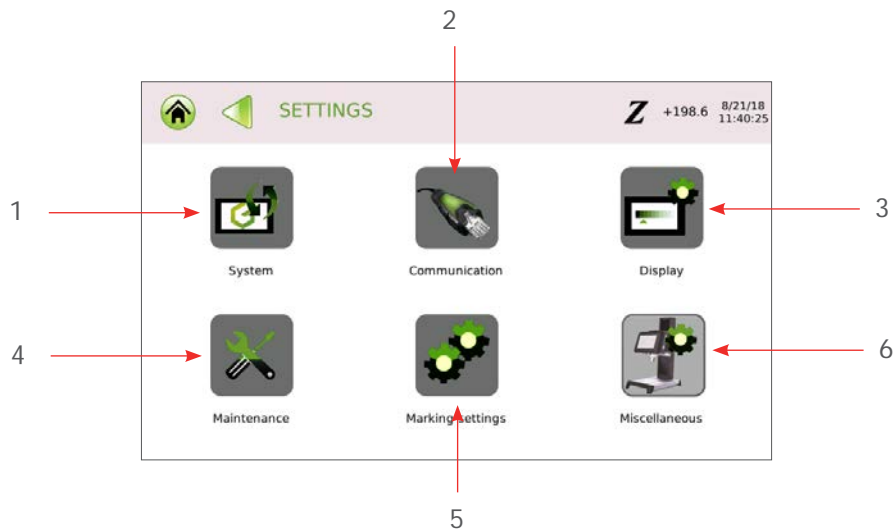 2
SETTINGS
Z +198.6 8/21/18
11:40:25
1
3
System
Communication
Display
4
6
Maintenance
Marking settings
Miscellaneous
5